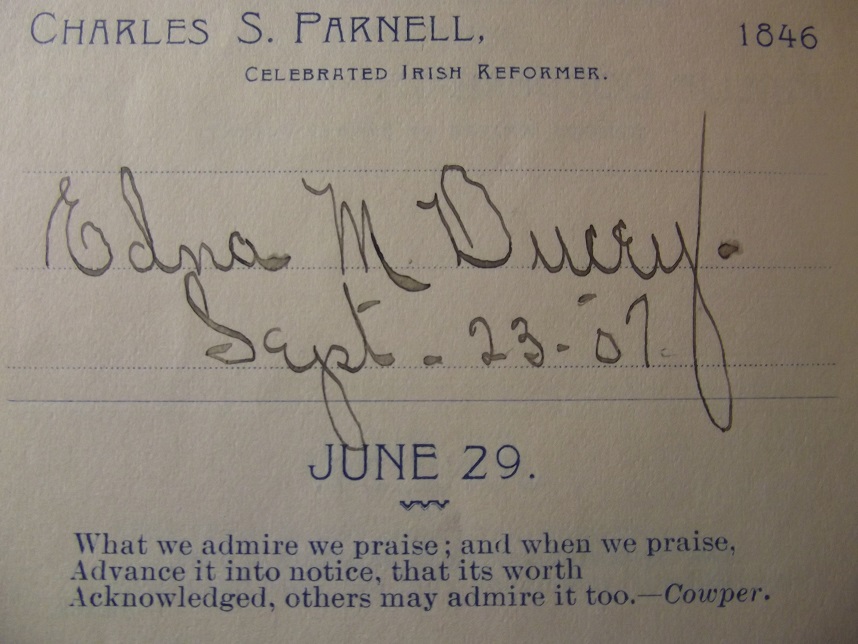 CHARLES S. PARNELL, 1846
CELEBRATED IRISH REFORMER.
Edna M
Sept - 23 - '07.
JUNE 29.
What we admire we praise; and when we praise,
Advance it into notice, that its worth
Acknowledged, others may admire it too.—Cowper.